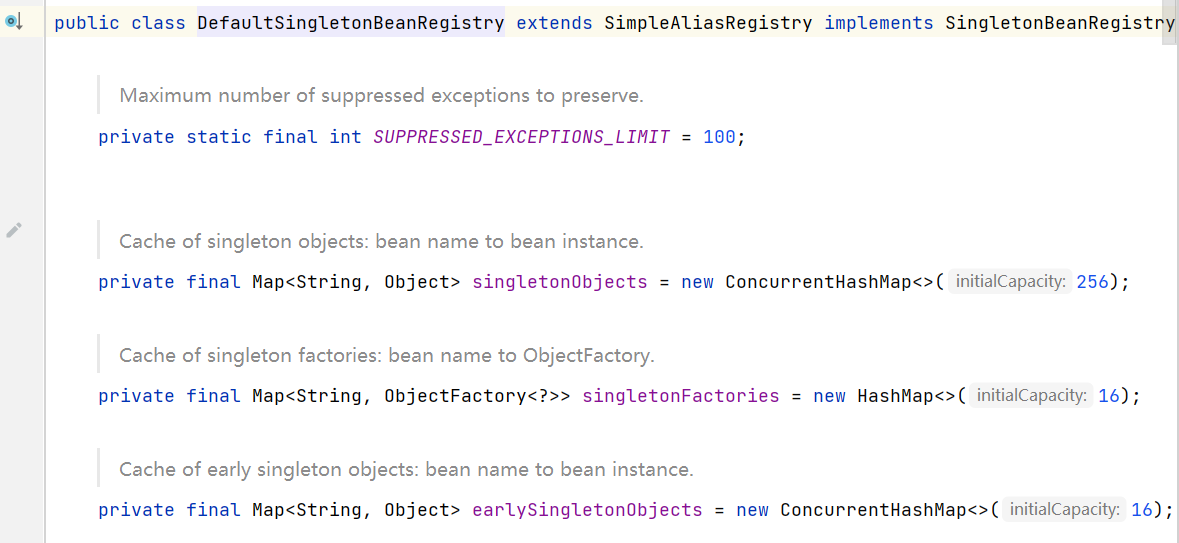 public class DefaultSingletonBeanRegistry extends SimpleAliasRegistry implements SingletonBeanRegistry
Maximum number of suppressed exceptions to preserve.
private static final int SUPPRESSED_EXCEPTIONS_LIMIT = 100;
Cache of singleton objects: bean name to bean instance.
private final Map<String, Object> singletonObjects = new ConcurrentHashMap<>( initialCapacity: 256);
Cache of singleton factories: bean name to ObjectFactory.
private final Map<String, ObjectFactory<?>> singletonFactories = new HashMap<>( initialCapacity: 16);
Cache of early singleton objects: bean name to bean instance.
private final Map<String, Object> earlySingletonObjects = new ConcurrentHashMap<>( initialCapacity: 16);